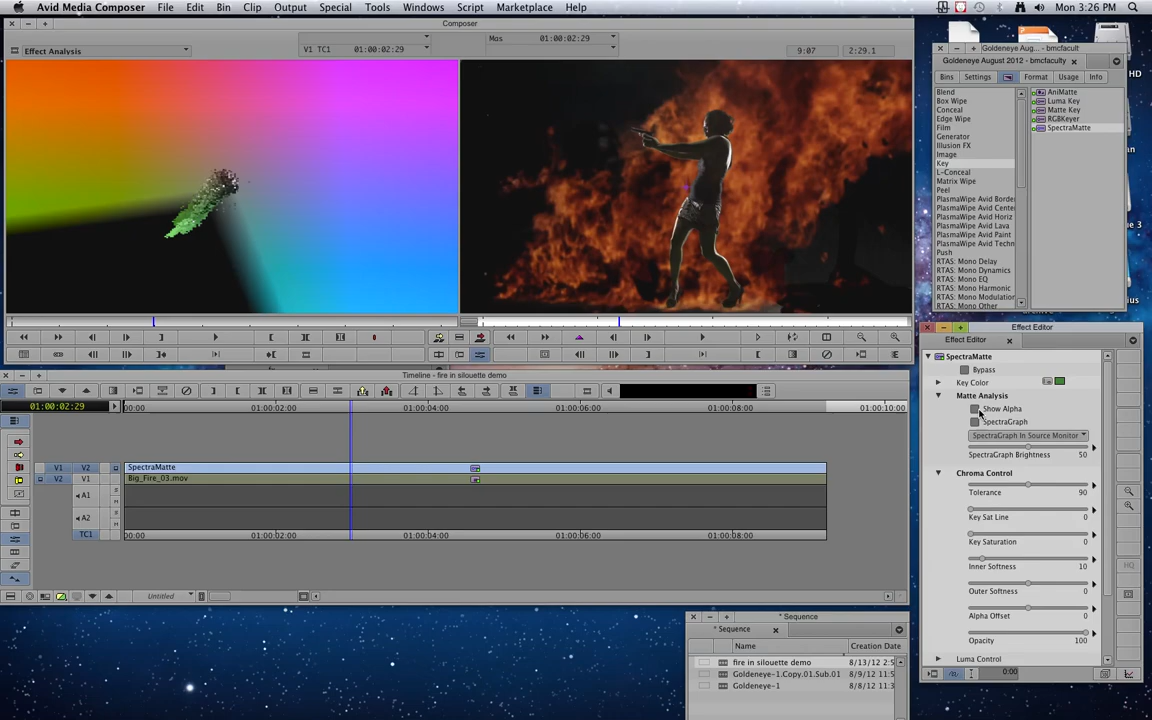 Avid Media Composer File Edit Bin Clip Output Special Tools Windows Script Marketplace Help Mon 3:26 PM
Composer
Effect Analysis
V1 TC1 01:00:02:29
Mas 01:00:02:29
9:07
2:29.1
Goldeneye Aug... - bmcfacult
Goldeneye August 2012 - bmcfaculty
Bins Settings Format Usage Info
Blend
Box Wipe
Conceal
Edge Wipe
Film
Generator
Illusion FX
Image
Key
L-Conceal
Matrix Wipe
Peel
PlasmaWipe Avid Borde
PlasmaWipe Avid Cente
PlasmaWipe Avid Horiz
PlasmaWipe Avid Lava
PlasmaWipe Avid Paint
PlasmaWipe Avid Techn
Push
RTAS: Mono Delay
RTAS: Mono Dynamics
RTAS: Mono EQ
RTAS: Mono Harmonic
RTAS: Mono Modulation
RTAS: Mono Other
AniMatte
Luma Key
Matte Key
RGBKeyer
SpectraMatte
HD
Effect Editor
Effect Editor
SpectraMatte
Bypass
Key Color
Matte Analysis
Show Alpha
SpectraGraph
SpectraGraph In Source Monitor
SpectraGraph Brightness 50
Chroma Control
Tolerance 90
Key Sat Line 0
Key Saturation 0
Inner Softness 10
Outer Softness 0
Alpha Offset 0
Opacity 100
Luma Control
0:00
HQ
Timeline - fire in silouette demo
01:00:02:29
00:00 01:00:02:00 01:00:04:00 01:00:06:00 01:00:08:00 01:00:10:00
V1 V2 SpectraMatte
V2 V1 Big_Fire_03.mov
A1 S M
A2 S M
TC1 00:00 01:00:02:00 01:00:04:00 01:00:06:00 01:00:08:00
Untitled
* Sequence
* Sequence
Name Creation Date
fire in silouette demo 8/13/12 2:5
Goldeneye-1.Copy.01.Sub.01 8/9/12 5
Goldeneye-1 8/8/12 11:3